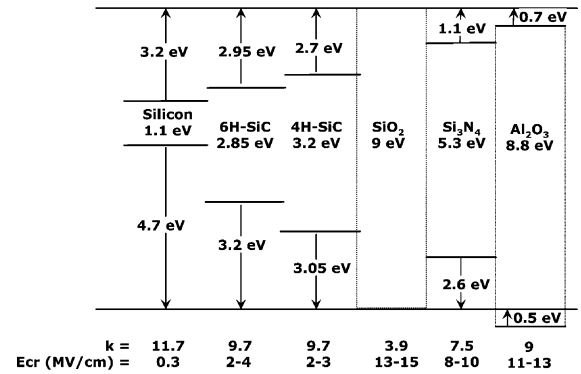 0.7 eV
1.1 eV
3.2 eV 2.95 eV 2.7 eV
Silicon
1.1 eV
6H-SiC
2.85 eV
4H-SiC
3.2 eV
SiO2
9 eV
Si3N4
5.3 eV
Al2O3
8.8 eV
4.7 eV
3.2 eV
3.05 eV
2.6 eV
0.5 eV
k = 11.7 9.7 9.7 3.9 7.5 9
Ecr (MV/cm) = 0.3 2-4 2-3 13-15 8-10 11-13